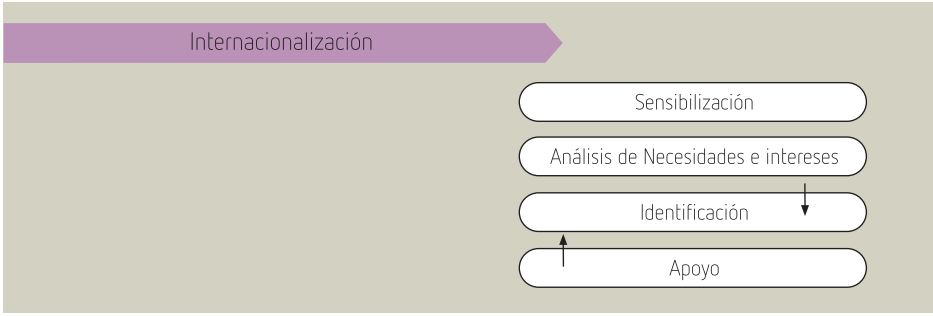 Internacionalización
Sensibilización
Análisis de Necesidades e intereses
Identificación
Apoyo